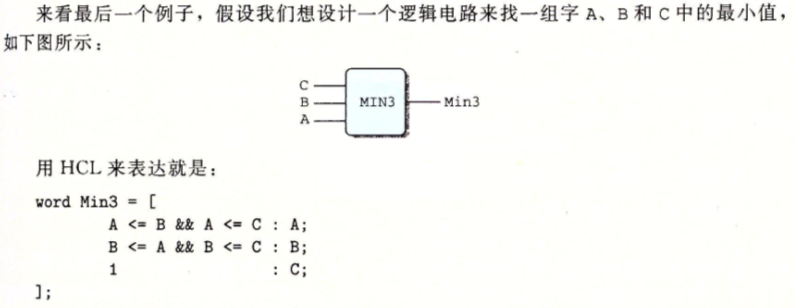 来看最后一个例子，假设我们想设计一个逻辑电路来找一组字 A、B 和 C 中的最小值，
如下图所示：
C
B
A
MIN3
Min3
用 HCL 来表达就是：
word Min3 = [
A <= B && A <= C : A;
B <= A && B <= C : B;
1 : C;
];